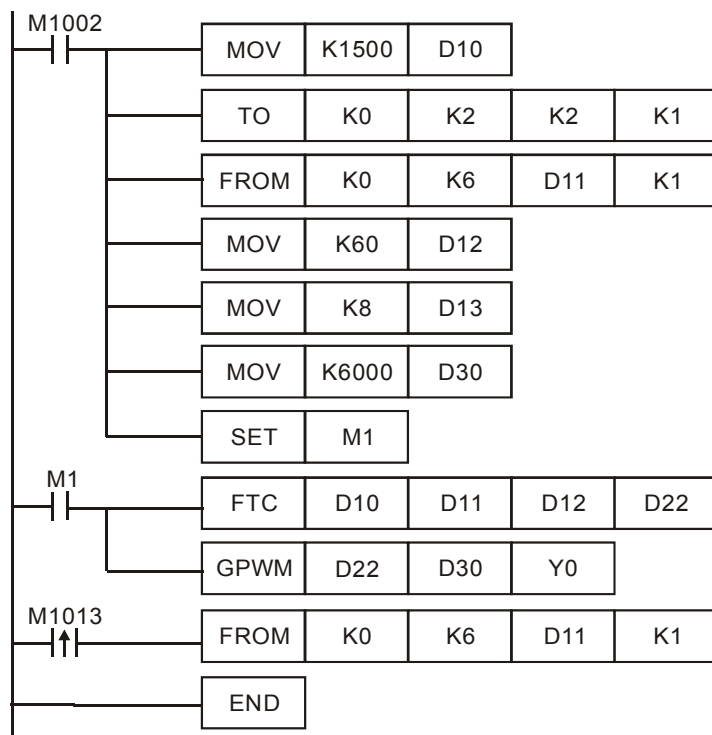 M1002
MOV K1500 D10
TO K0 K2 K2 K1
FROM K0 K6 D11 K1
MOV K60 D12
MOV K8 D13
MOV K6000 D30
SET M1
M1
FTC D10 D11 D12 D22
GPWM D22 D30 Y0
M1013
FROM K0 K6 D11 K1
END